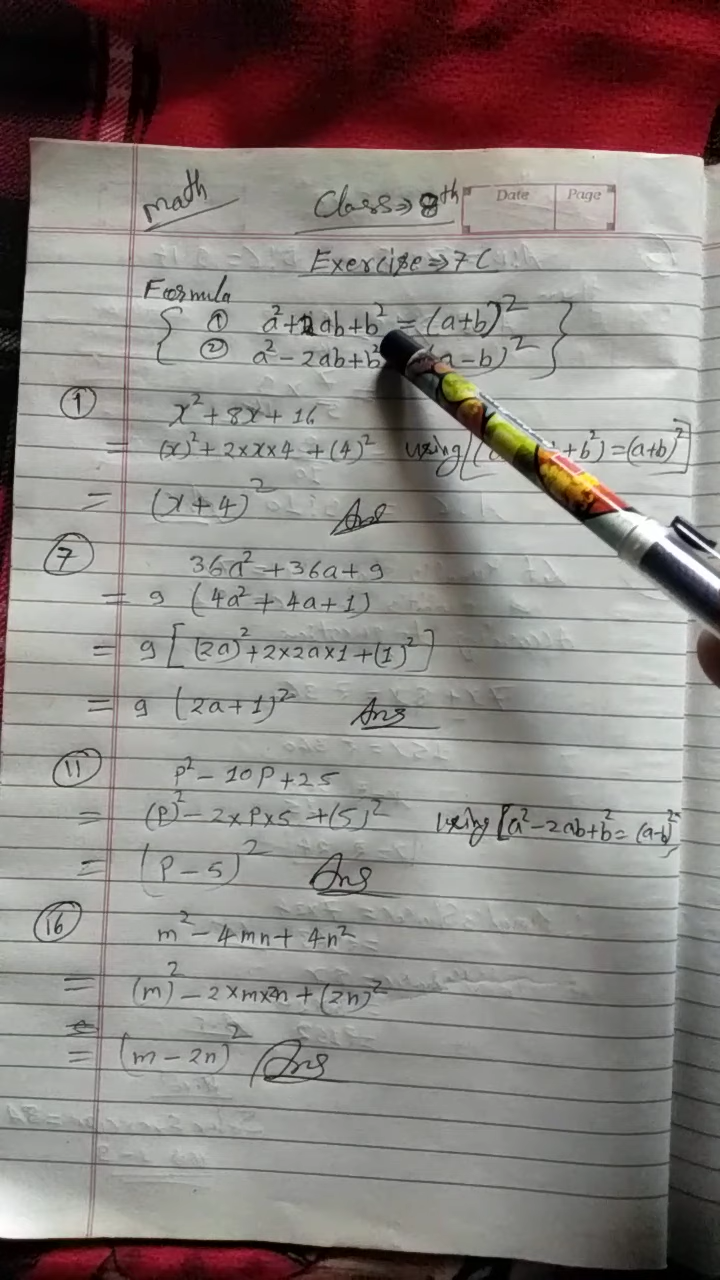 math Class ⇒ 8th Date Page
Exercise ⇒ 7C
Formula
① a²+2ab+b² = (a+b)²
② a²-2ab+b² (a-b)²
① x²+8x+16
= (x)²+2×x×4+(4)² using [( +b²)=(a+b)²]
= (x+4)² Ans
⑦ 36a²+36a+9
= 9 (4a²+4a+1)
= 9 [(2a)²+2×2a×1+(1)²]
= 9 (2a+1)² Ans
⑪ p²-10p+25
= (p)²-2×p×5+(5)² using [a²-2ab+b²=(a-b)²]
= (p-5)² Ans
⑯ m²-4mn+4n²
= (m)²-2×m×2n+(2n)²
= (m-2n)² Ans